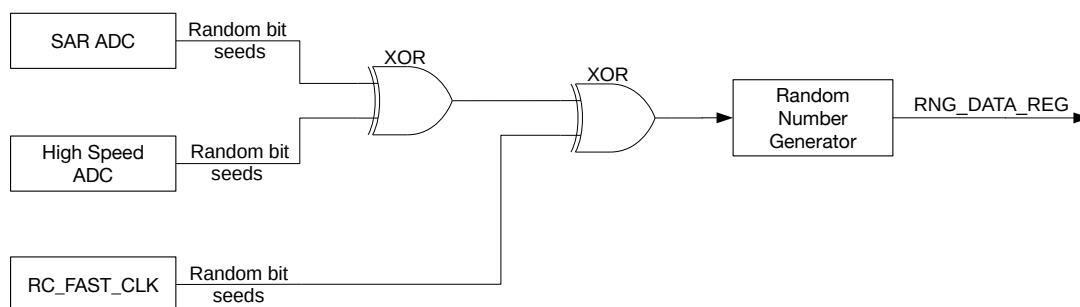 SAR ADC
Random bit
seeds
XOR
XOR
Random
Number
Generator
RNG_DATA_REG
High Speed
ADC
Random bit
seeds
RC_FAST_CLK
Random bit
seeds